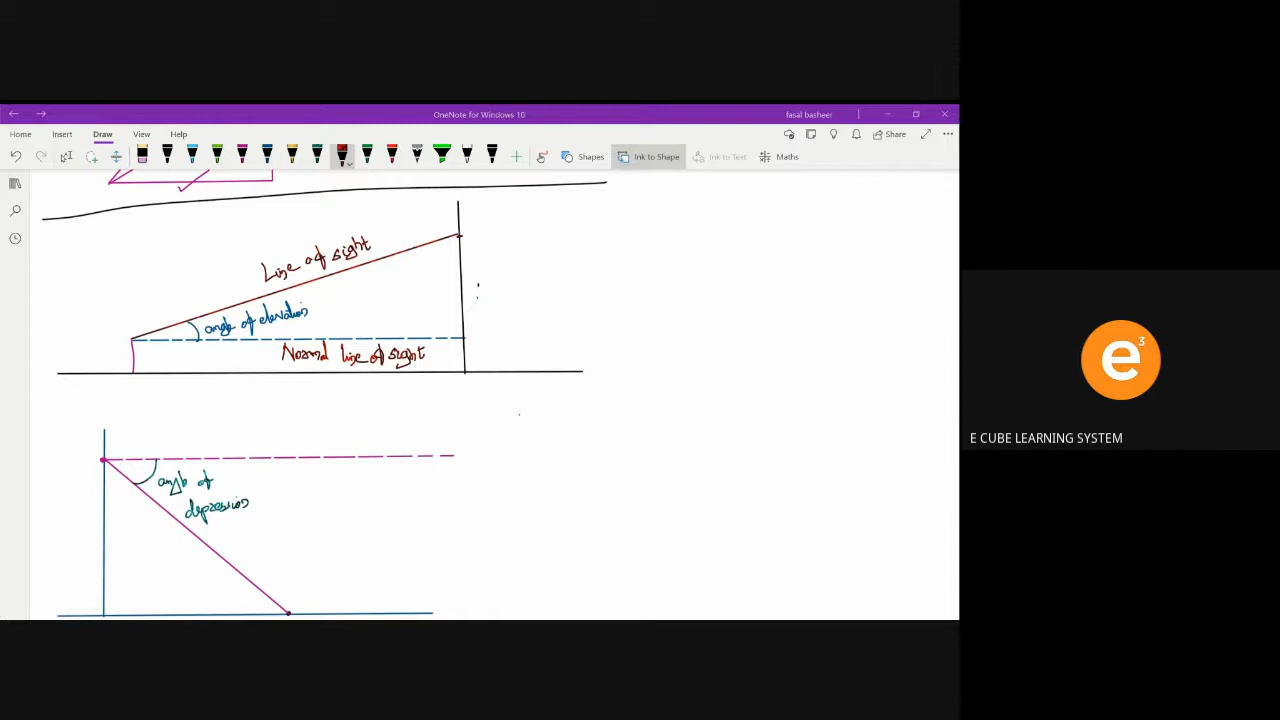 OneNote for Windows 10
fasal basheer
Home Insert Draw View Help
Share
Shapes
Ink to Shape
Ink to Text
Maths
Line of sight
angle of elevation
Normal line of sight
angle of
depression
e3
E CUBE LEARNING SYSTEM